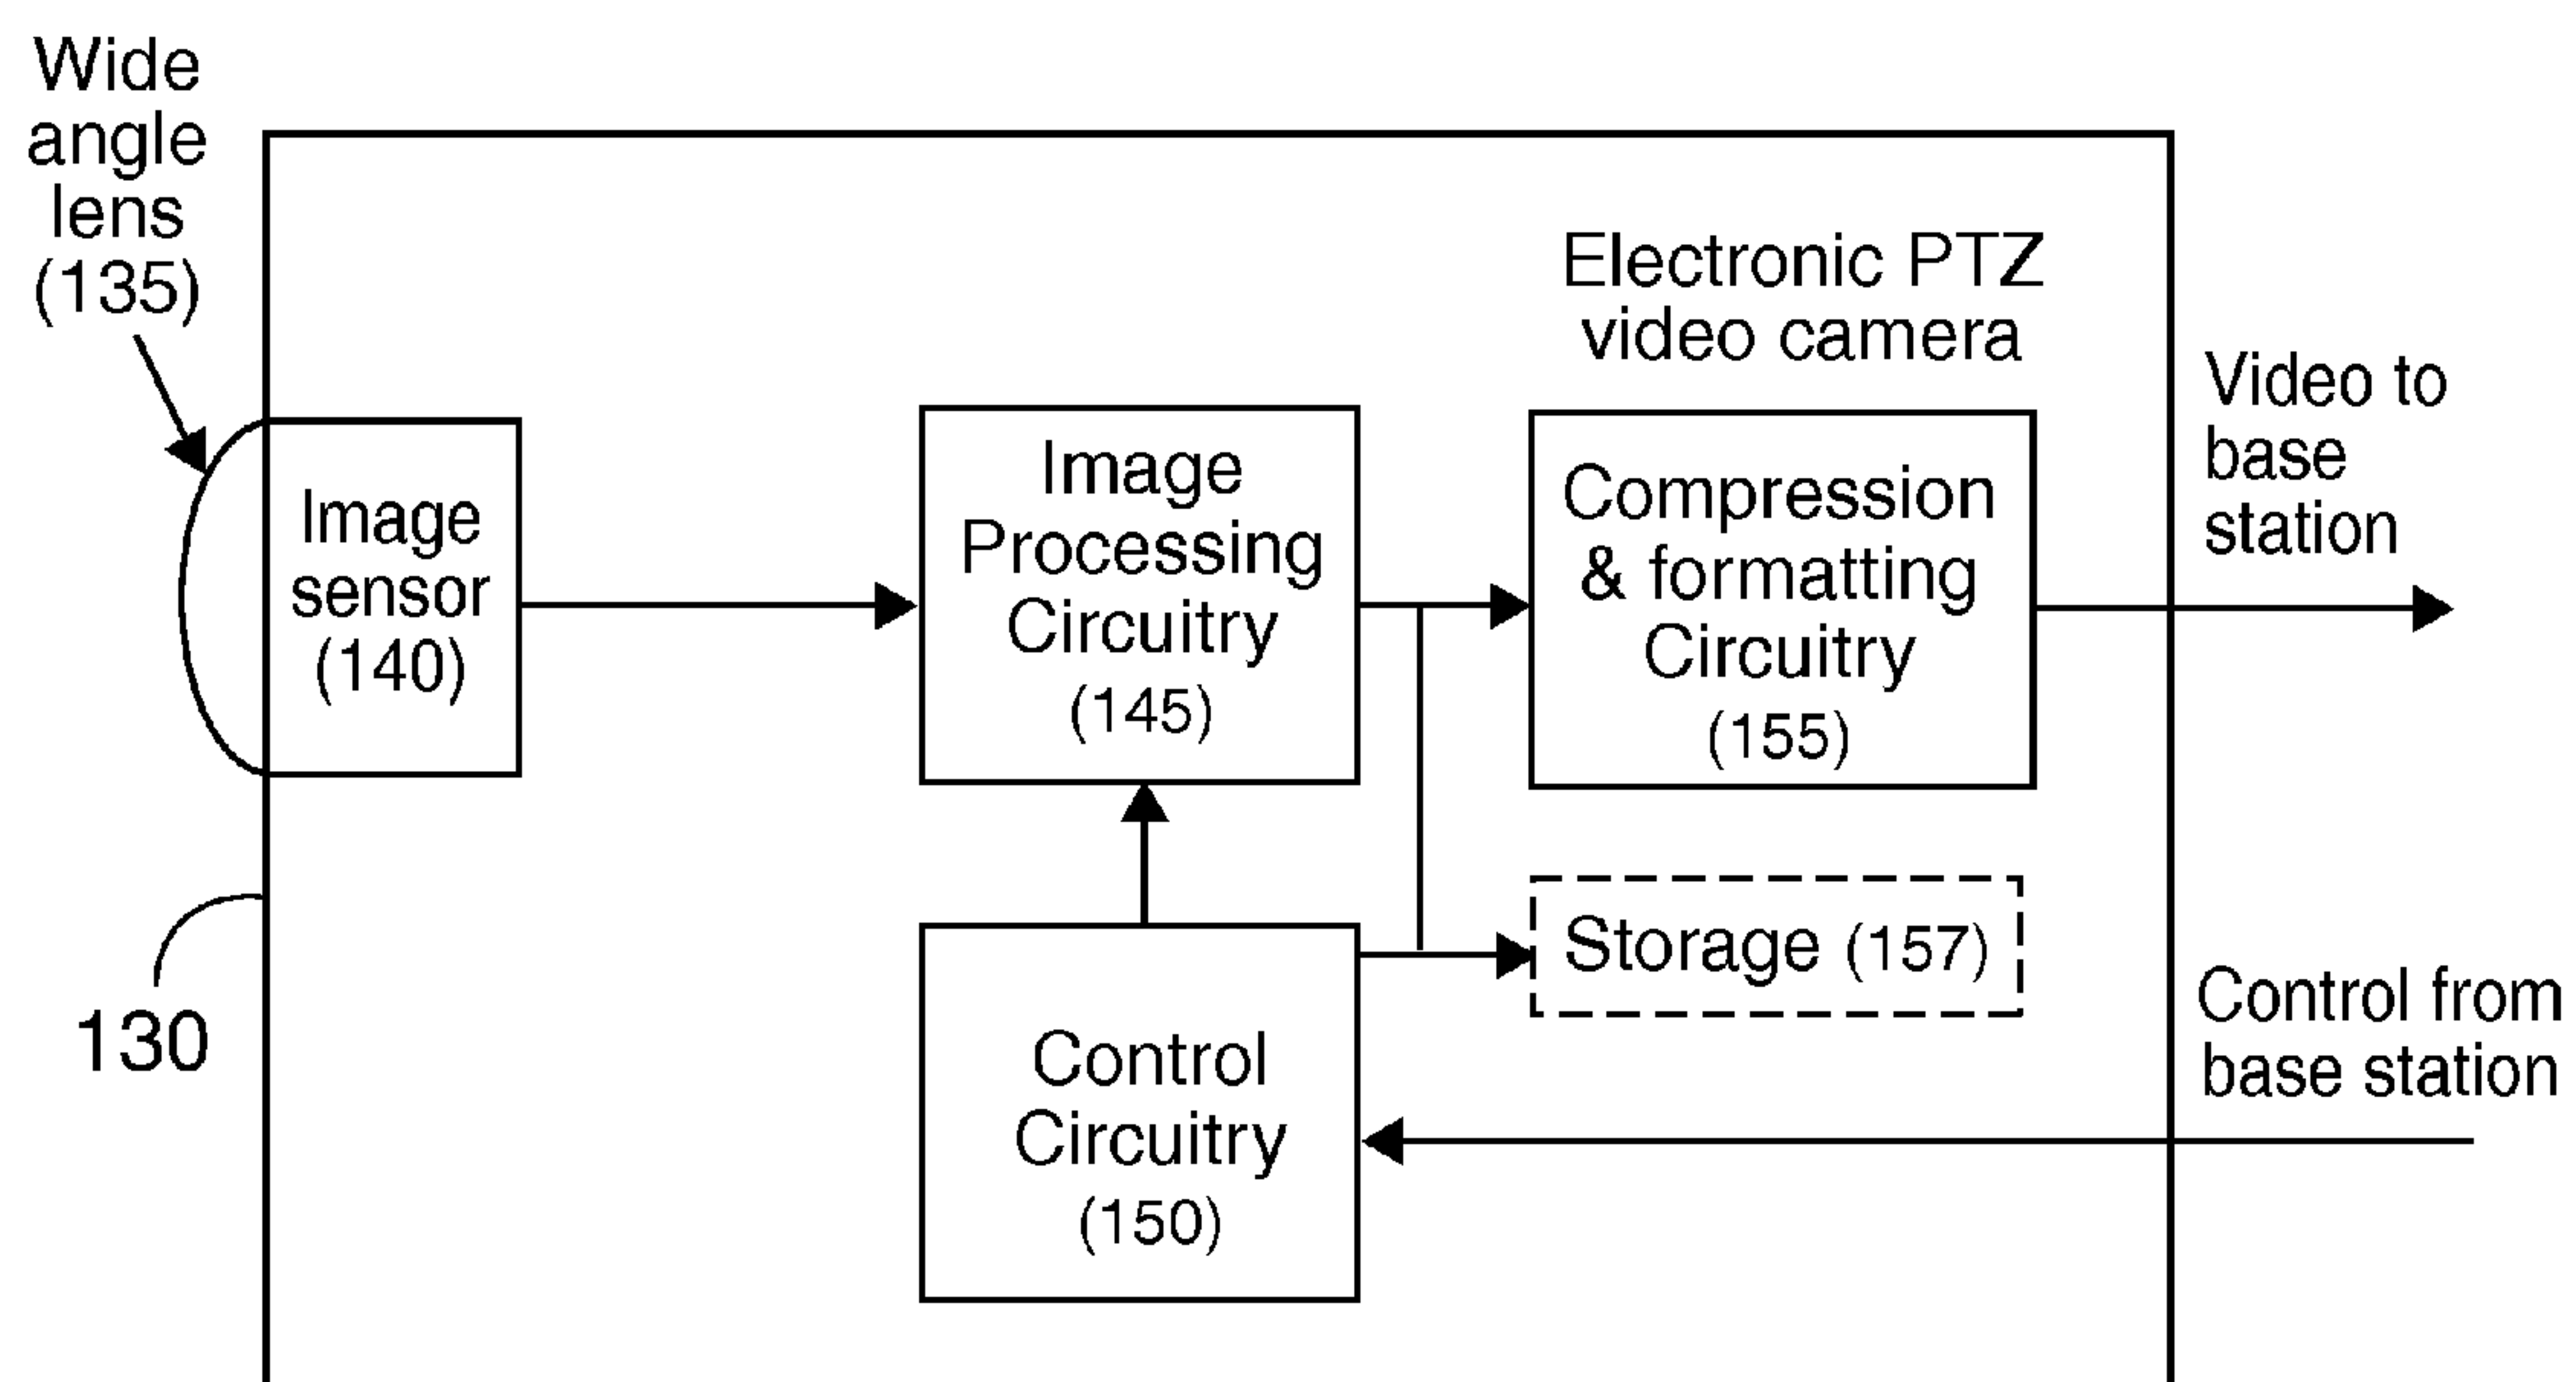 Wide
angle
lens
(135)
Electronic PTZ
video camera
Video to
base
station
Image
sensor
(140)
Image
Processing
Circuitry
(145)
Compression
& formatting
Circuitry
(155)
Storage (157)
Control from
base station
130
Control
Circuitry
(150)